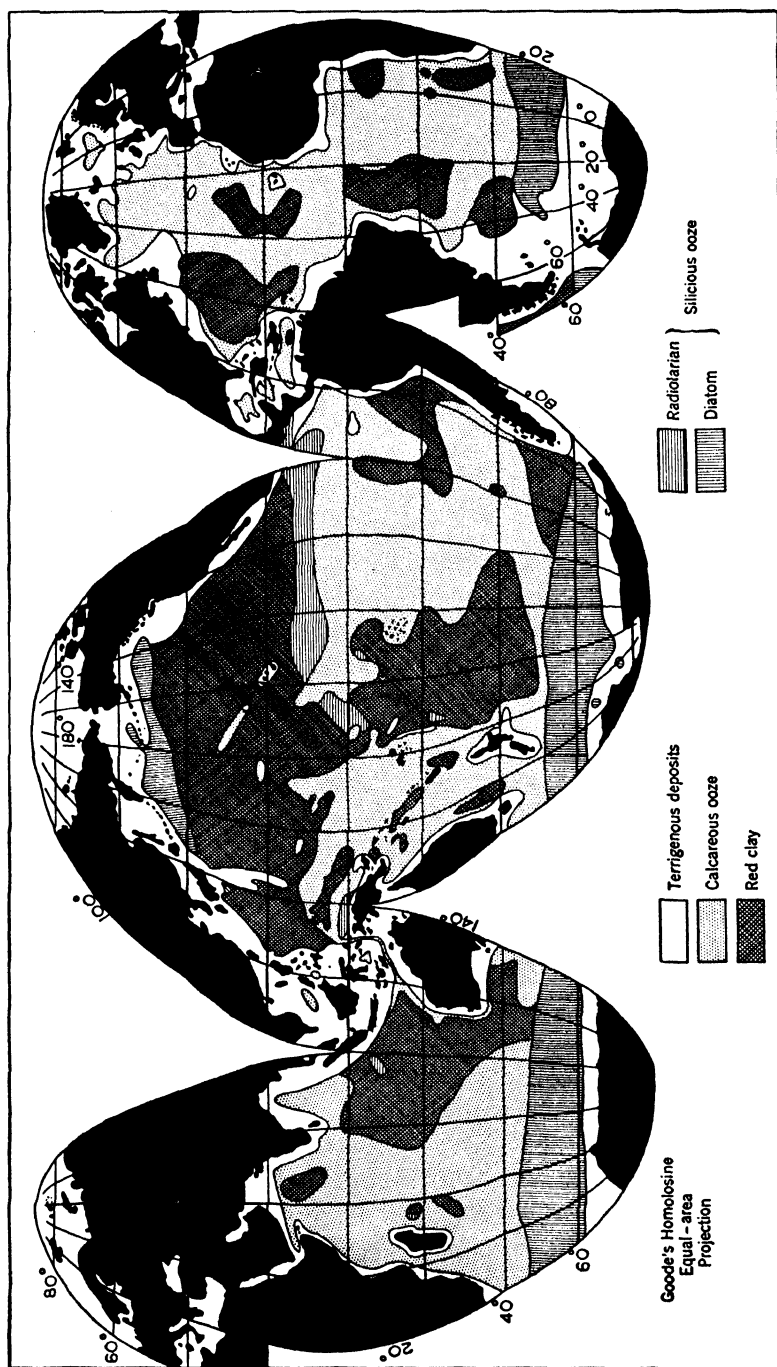 80°
60°
20°
40°
60°
100°
180°
140°
140°
80°
40°
60°
60
40
20
0
20°
Goode's Homolosine
Equal-area
Projection
Terrigenous deposits
Calcareous ooze
Red clay
Radiolarian
Diatom
Silicious ooze